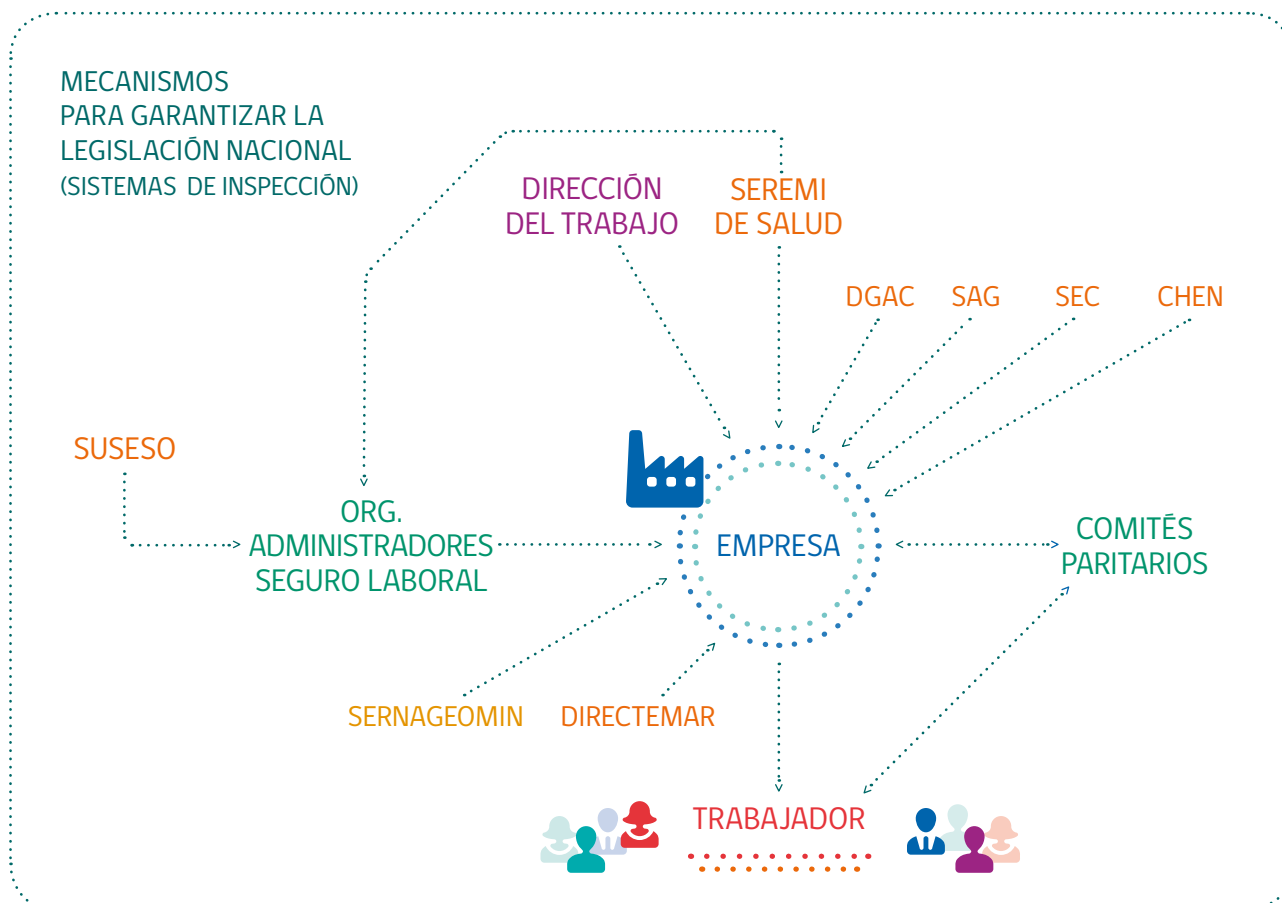 MECANISMOS
PARA GARANTIZAR LA
LEGISLACIÓN NACIONAL
(SISTEMAS DE INSPECCIÓN)
DIRECCIÓN
DEL TRABAJO
SEREMI
DE SALUD
DGAC
SAG
SEC
CHEN
SUSESO
ORG.
ADMINISTRADORES
SEGURO LABORAL
EMPRESA
COMITÉS
PARITARIOS
SERNAGEOMIN
DIRECTEMAR
TRABAJADOR